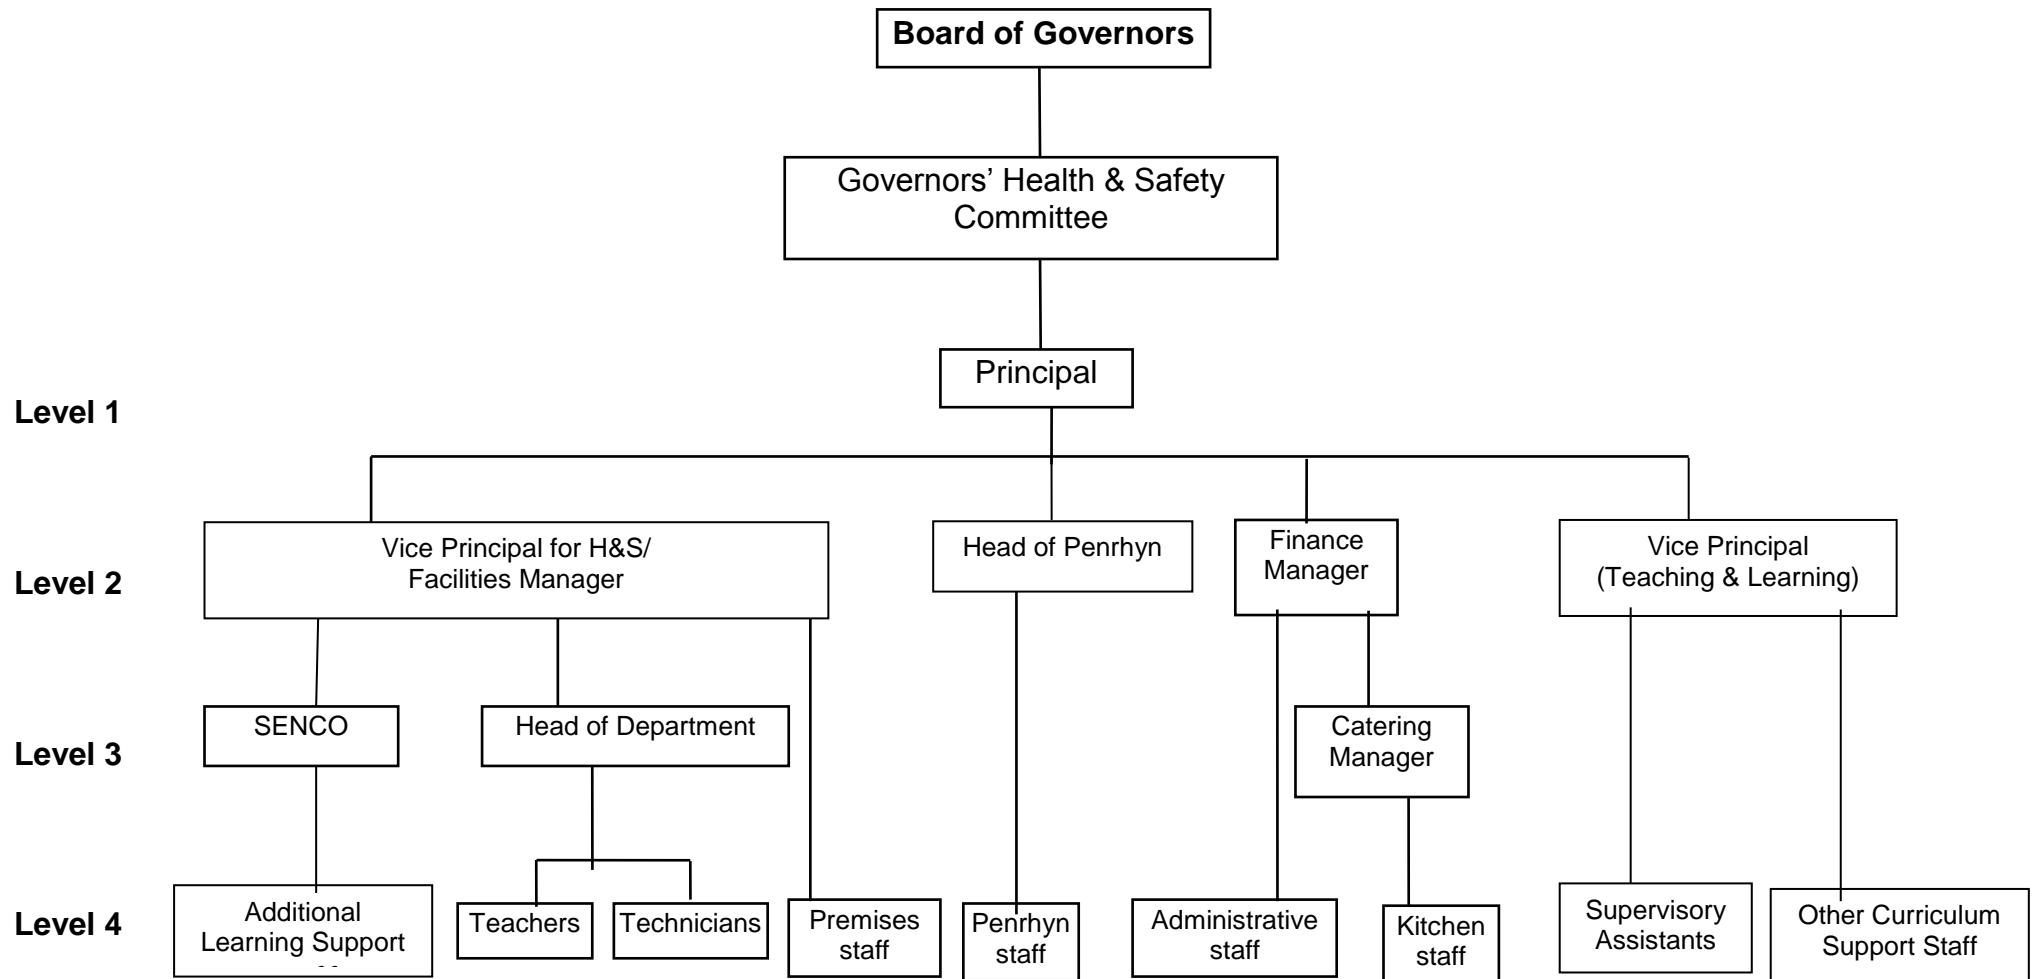 Board of Governors
Governors’ Health & Safety
Committee
Principal
Level 1
Vice Principal for H&S/
Facilities Manager
Head of Penrhyn
Finance
Manager
Vice Principal
(Teaching & Learning)
Level 2
SENCO
Head of Department
Catering
Manager
Level 3
Additional
Learning Support
Teachers
Technicians
Premises
staff
Penrhyn
staff
Administrative
staff
Kitchen
staff
Supervisory
Assistants
Other Curriculum
Support Staff
Level 4